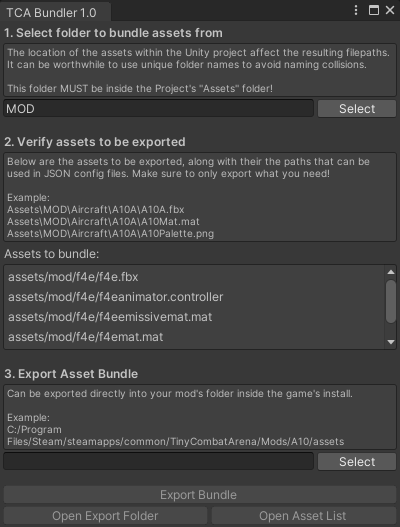 TCA Bundler 1.0
1. Select folder to bundle assets from
The location of the assets within the Unity project affect the resulting filepaths.
It can be worthwhile to use unique folder names to avoid naming collisions.
This folder MUST be inside the Project's "Assets" folder!
MOD
Select
2. Verify assets to be exported
Below are the assets to be exported, along with their the paths that can be
used in JSON config files. Make sure to only export what you need!
Example:
Assets\MOD\Aircraft\A10A\A10A.fbx
Assets\MOD\Aircraft\A10A\A10Mat.mat
Assets\MOD\Aircraft\A10A\A10Palette.png
Assets to bundle:
assets/mod/f4e/f4e.fbx
assets/mod/f4e/f4eanimator.controller
assets/mod/f4e/f4eemissivemat.mat
assets/mod/f4e/f4emat.mat
3. Export Asset Bundle
Can be exported directly into your mod's folder inside the game's install.
Example:
C:/Program
Files/Steam/steamapps/common/TinyCombatArena/Mods/A10/assets
Select
Export Bundle
Open Export Folder
Open Asset List